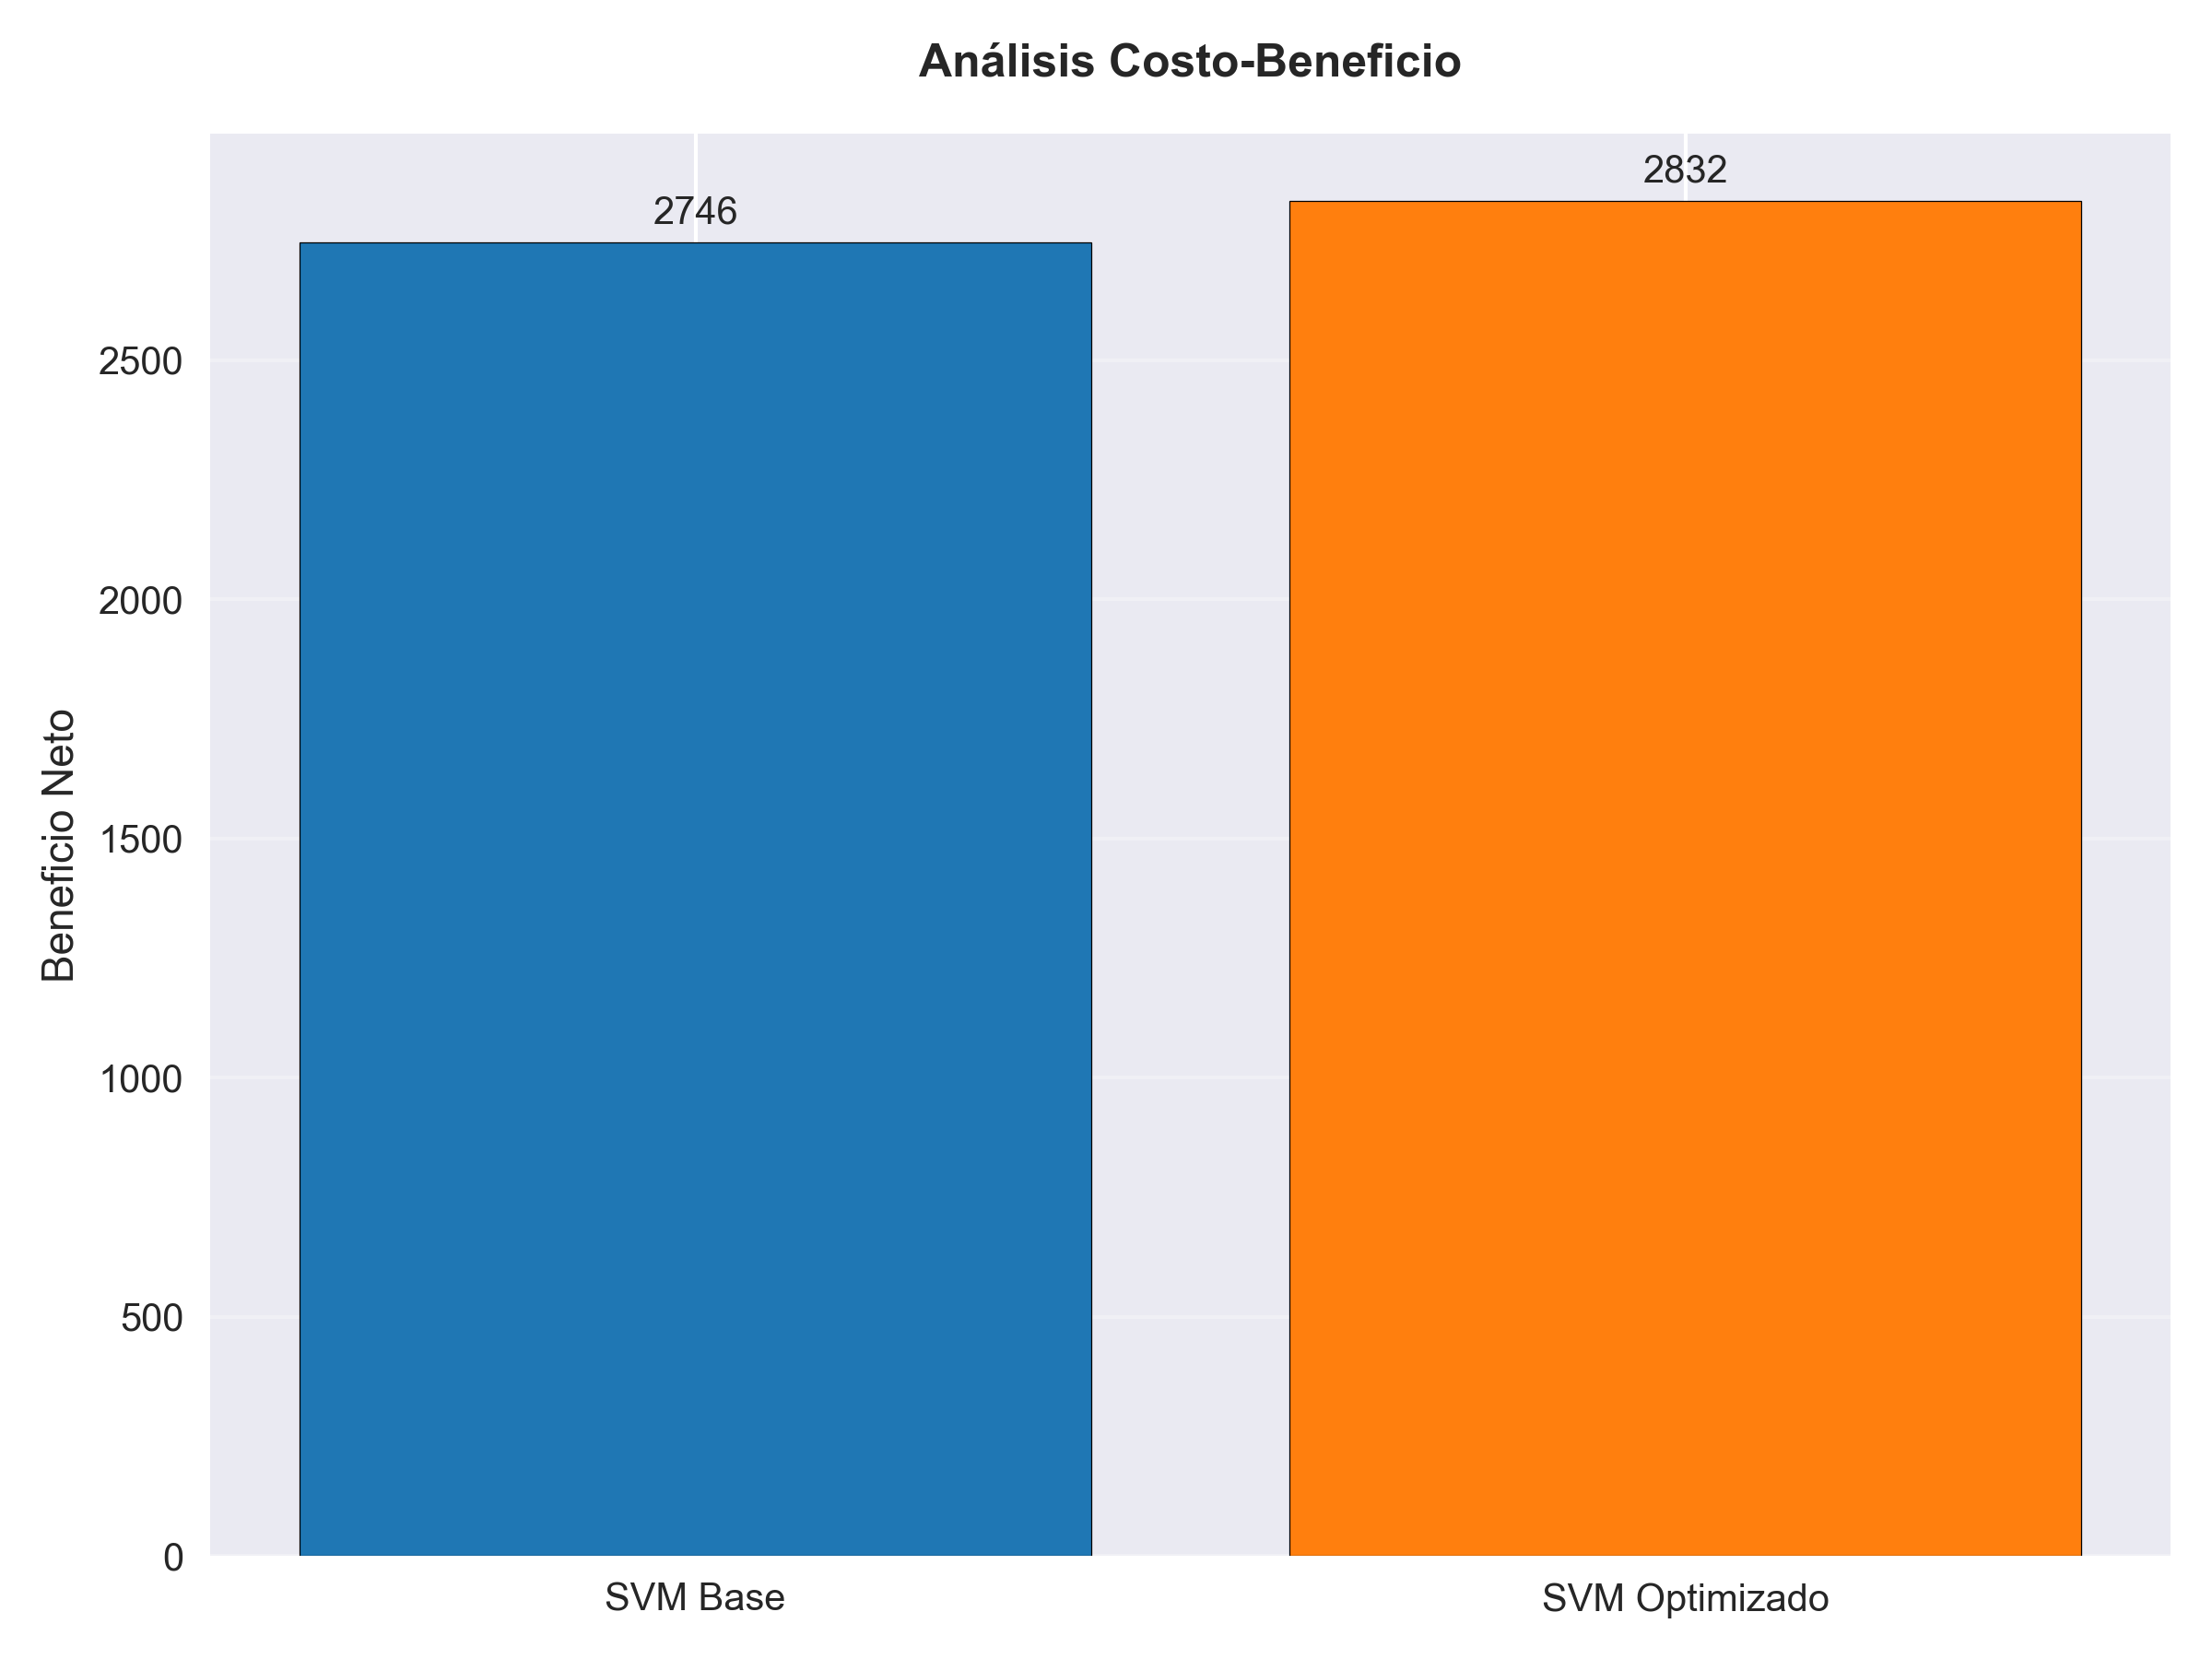 Análisis Costo-Beneficio
2746
2832
Beneficio Neto
2500
2000
1500
1000
500
0
SVM Base
SVM Optimizado